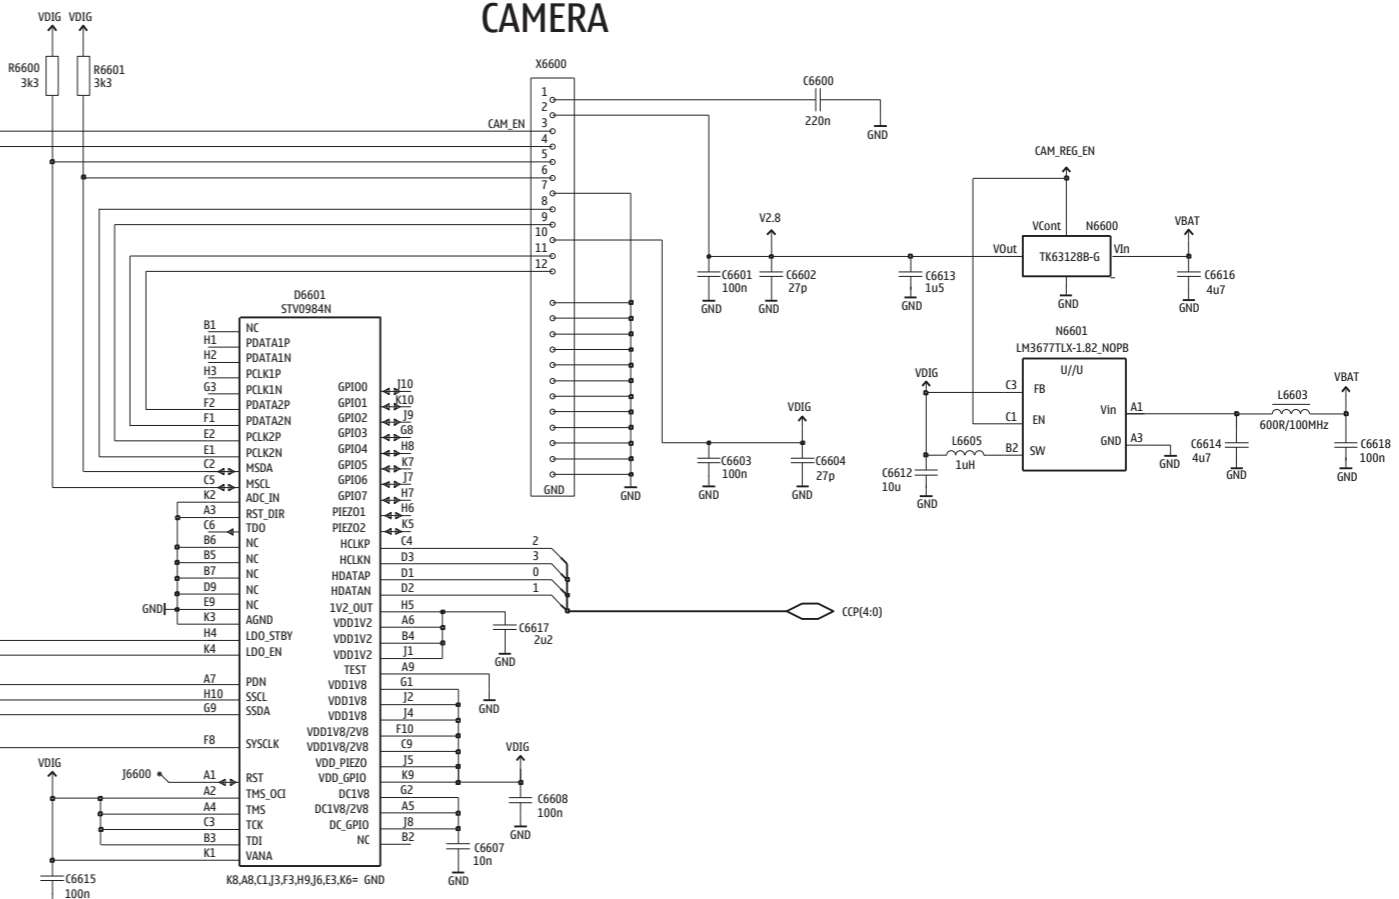 CAMERA
VDIG VDIG
R6600
3k3
R6601
3k3
X6600
C6600
220n
GND
CAM_EN
1
2
3
4
5
6
7
8
9
10
11
12
GND
GND
CAM_REG_EN
VCont N6600
VOut TK63128B-G VIn
GND
VBAT
C6616
4u7
GND
V2.8
C6601
100n
GND
C6602
27p
GND
C6613
1u5
GND
N6601
LM3677TLX-1.82_NOPB
U//U
C3 FB
C1 EN
B2 SW
Vin A1
GND A3
GND
VDIG
L6605
1uH
C6612
10u
GND
L6603
600R/100MHz
VBAT
C6614
4u7
GND
C6618
100n
GND
VDIG
C6603
100n
GND
C6604
27p
GND
D6601
STV0984N
B1 NC
H1 PDATA1P
H2 PDATA1N
H3 PCLK1P
G3 PCLK1N
F2 PDATA2P
F1 PDATA2N
E2 PCLK2P
E1 PCLK2N
C2 MSDA
C5 MSCL
K2 ADC_IN
A3 RST_DIR
C6 TDO
B6 NC
B5 NC
B7 NC
D9 NC
GND E9 NC
K3 AGND
H4 LDO_STBY
K4 LDO_EN
A7 PDN
H10 SSCL
G9 SSDA
F8 SYSCLK
J6600 A1 RST
A2 TMS_OCI
A4 TMS
C3 TCK
B3 TDI
K1 VANA
GPIO0 J10
GPIO1 K10
GPIO2 J9
GPIO3 G8
GPIO4 H8
GPIO5 K7
GPIO6 J7
GPIO7 H7
PIEZO1 H6
PIEZO2 K5
HCLKP C4 2
HCLKN D3 3
HDATAP D1 0
HDATAN D2 1
1V2_OUT H5
VDD1V2 A6
VDD1V2 B4
VDD1V2 J1
TEST A9
VDD1V8 G1
VDD1V8 J2
VDD1V8 J4
VDD1V8/2V8 F10
VDD1V8/2V8 C9
VDD_PIEZO J5
VDD_GPIO K9
DC1V8 G2
DC1V8/2V8 A5
DC_GPIO J8
NC B2
CCP(4:0)
C6617
2u2
GND
GND
VDIG
C6608
100n
GND
C6607
10n
GND
VDIG
C6615
100n
K8,A8,C1,J3,F3,H9,J6,E3,K6= GND